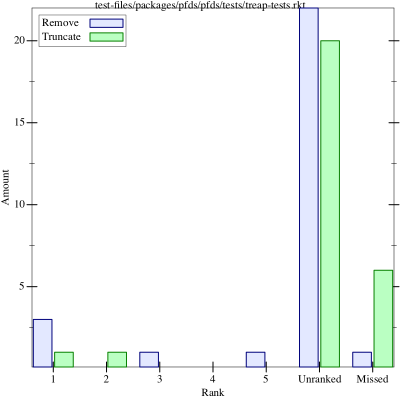 test-files/packages/pfds/pfds/tests/treap-tests.rkt
Remove
Truncate
20
15
10
5
Amount
1 2 3 4 5 Unranked Missed
Rank